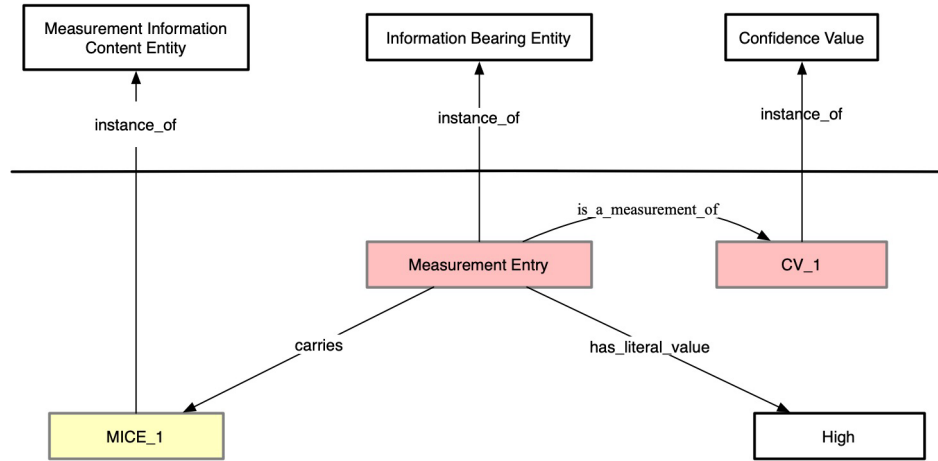 Measurement Information
Content Entity
Information Bearing Entity
Confidence Value
instance_of
instance_of
instance_of
is_a_measurement_of
Measurement Entry
CV_1
carries
has_literal_value
MICE_1
High